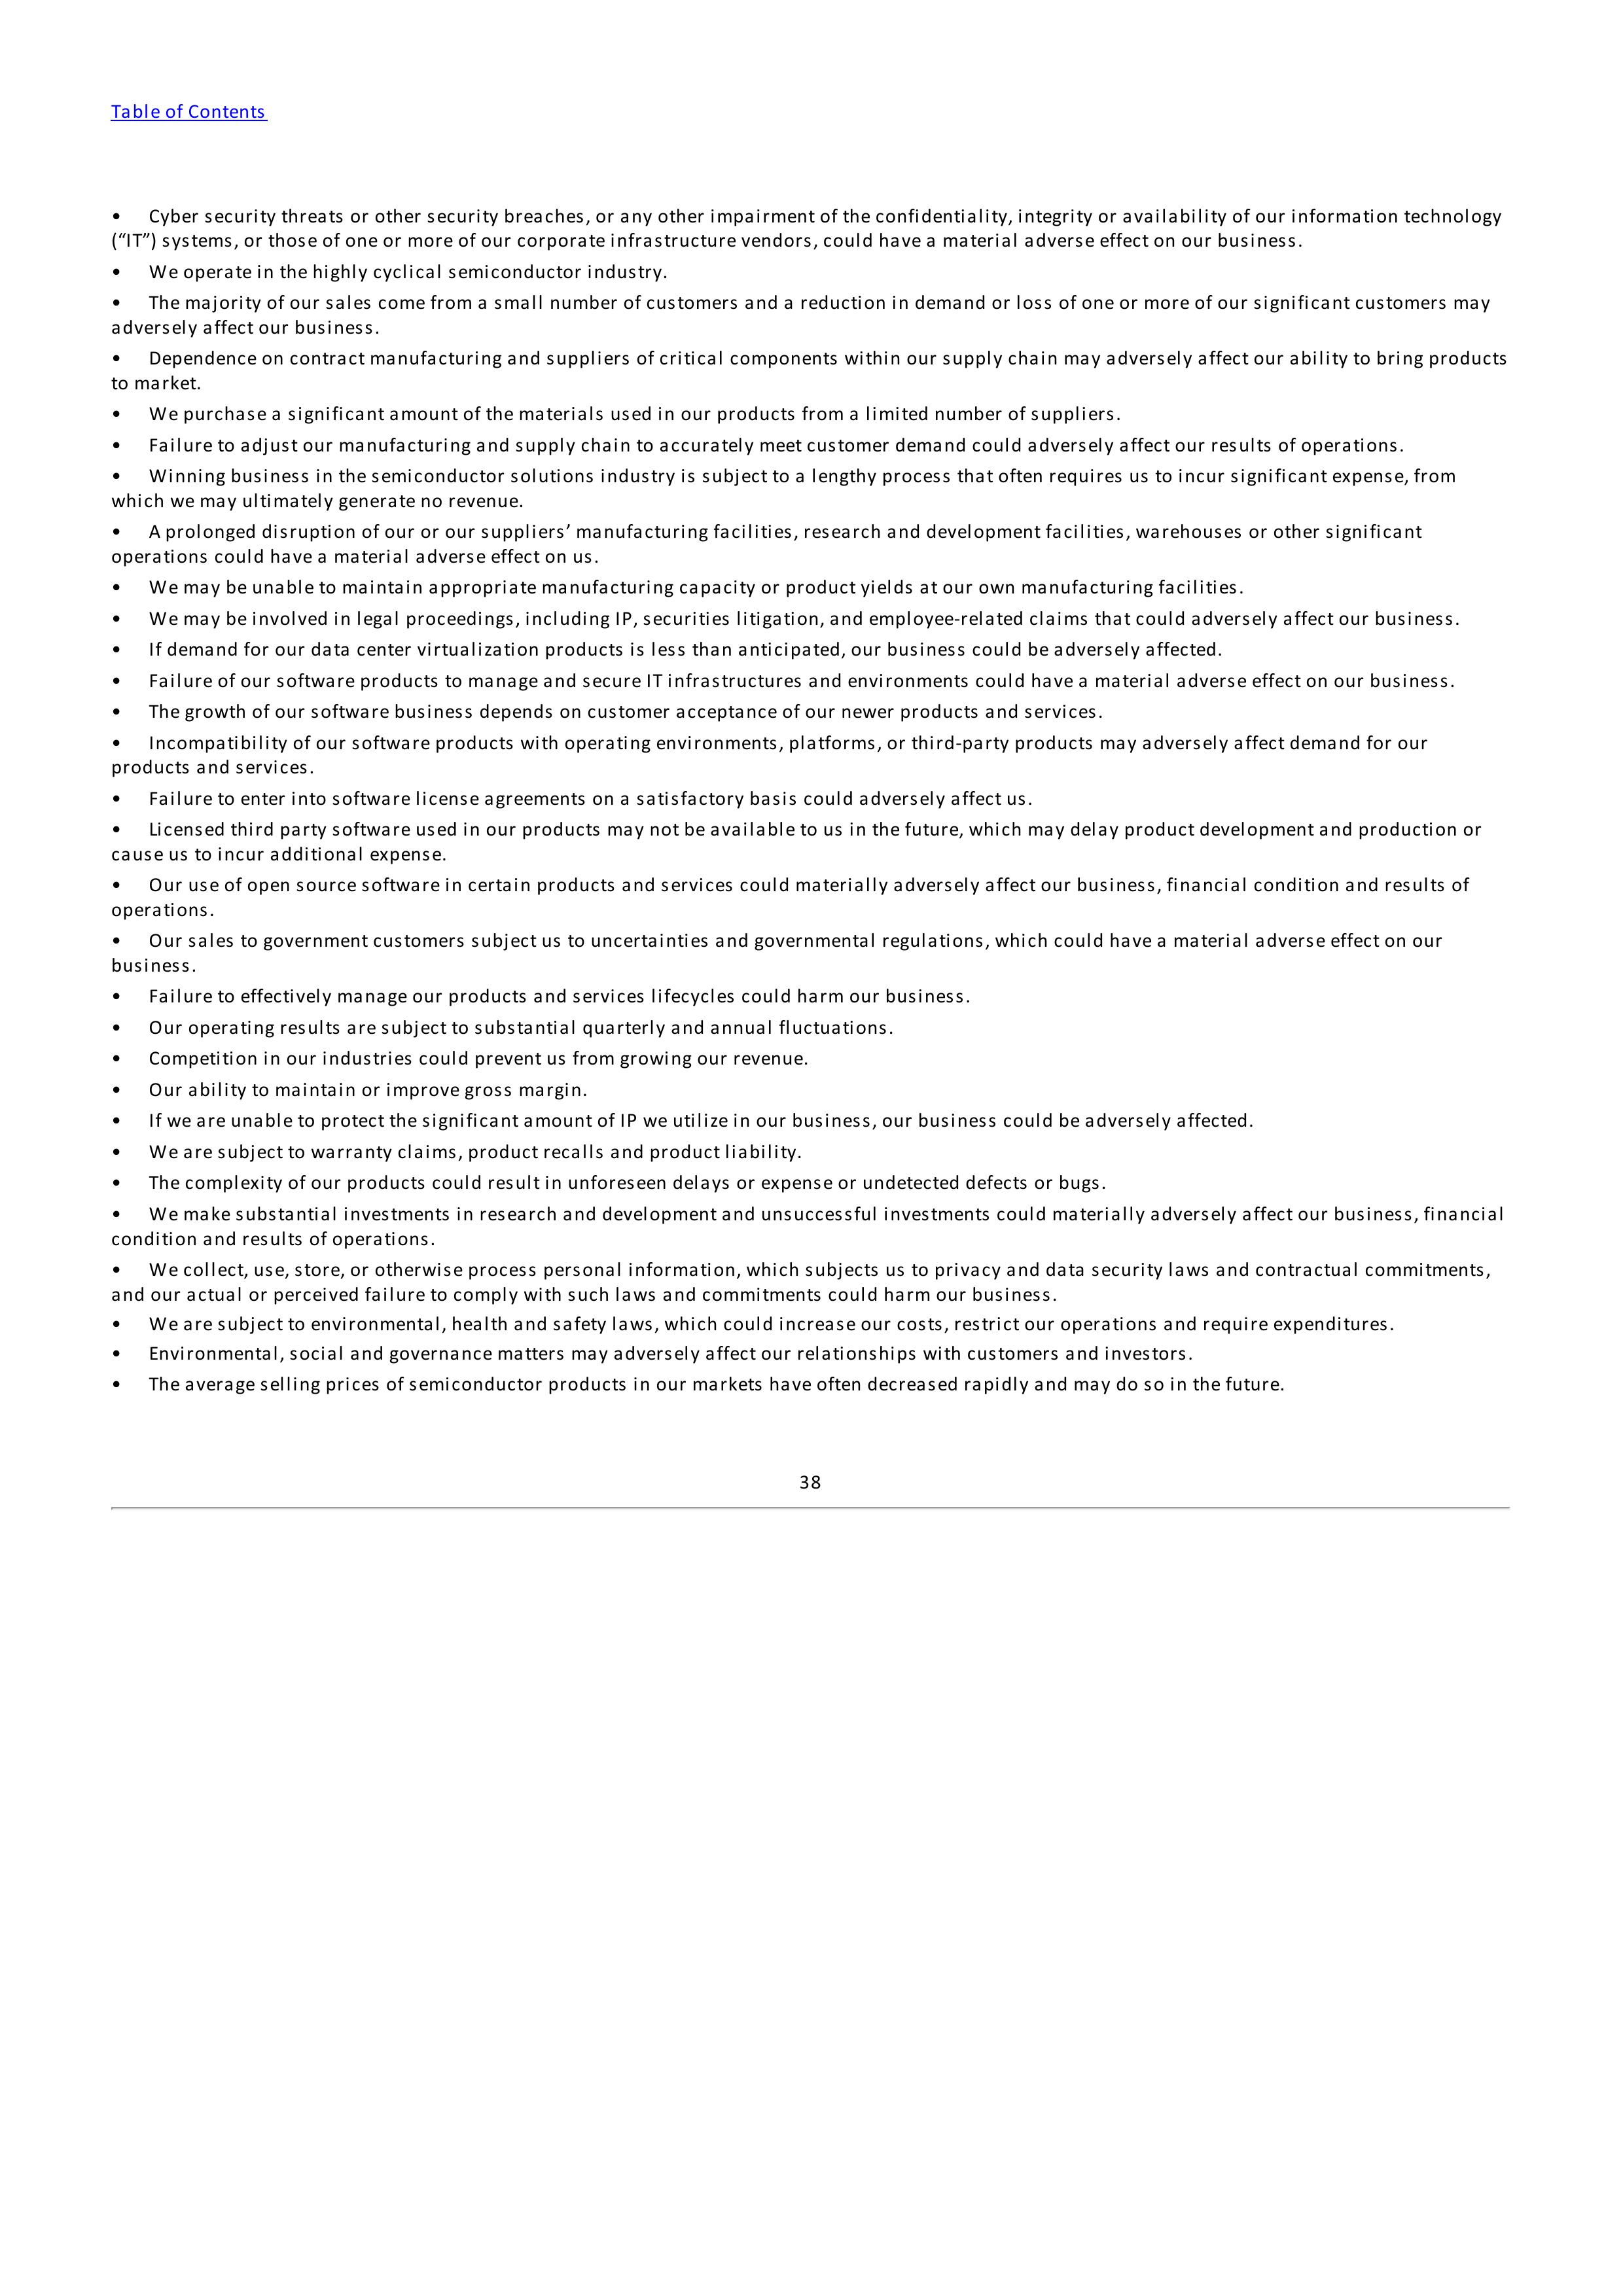 Table of Contents
• Cyber security threats or other security breaches, or any other impairment of the confidentiality, integrity or availability of our information technology
(“IT”) systems, or those of one or more of our corporate infrastructure vendors, could have a material adverse effect on our business.
• We operate in the highly cyclical semiconductor industry.
• The majority of our sales come from a small number of customers and a reduction in demand or loss of one or more of our significant customers may
adversely affect our business.
• Dependence on contract manufacturing and suppliers of critical components within our supply chain may adversely affect our ability to bring products
to market.
• We purchase a significant amount of the materials used in our products from a limited number of suppliers.
• Failure to adjust our manufacturing and supply chain to accurately meet customer demand could adversely affect our results of operations.
• Winning business in the semiconductor solutions industry is subject to a lengthy process that often requires us to incur significant expense, from
which we may ultimately generate no revenue.
• A prolonged disruption of our or our suppliers’ manufacturing facilities, research and development facilities, warehouses or other significant
operations could have a material adverse effect on us.
• We may be unable to maintain appropriate manufacturing capacity or product yields at our own manufacturing facilities.
• We may be involved in legal proceedings, including IP, securities litigation, and employee-related claims that could adversely affect our business.
• If demand for our data center virtualization products is less than anticipated, our business could be adversely affected.
• Failure of our software products to manage and secure IT infrastructures and environments could have a material adverse effect on our business.
• The growth of our software business depends on customer acceptance of our newer products and services.
• Incompatibility of our software products with operating environments, platforms, or third-party products may adversely affect demand for our
products and services.
• Failure to enter into software license agreements on a satisfactory basis could adversely affect us.
• Licensed third party software used in our products may not be available to us in the future, which may delay product development and production or
cause us to incur additional expense.
• Our use of open source software in certain products and services could materially adversely affect our business, financial condition and results of
operations.
• Our sales to government customers subject us to uncertainties and governmental regulations, which could have a material adverse effect on our
business.
• Failure to effectively manage our products and services lifecycles could harm our business.
• Our operating results are subject to substantial quarterly and annual fluctuations.
• Competition in our industries could prevent us from growing our revenue.
• Our ability to maintain or improve gross margin.
• If we are unable to protect the significant amount of IP we utilize in our business, our business could be adversely affected.
• We are subject to warranty claims, product recalls and product liability.
• The complexity of our products could result in unforeseen delays or expense or undetected defects or bugs.
• We make substantial investments in research and development and unsuccessful investments could materially adversely affect our business, financial
condition and results of operations.
• We collect, use, store, or otherwise process personal information, which subjects us to privacy and data security laws and contractual commitments,
and our actual or perceived failure to comply with such laws and commitments could harm our business.
• We are subject to environmental, health and safety laws, which could increase our costs, restrict our operations and require expenditures.
• Environmental, social and governance matters may adversely affect our relationships with customers and investors.
• The average selling prices of semiconductor products in our markets have often decreased rapidly and may do so in the future.
38